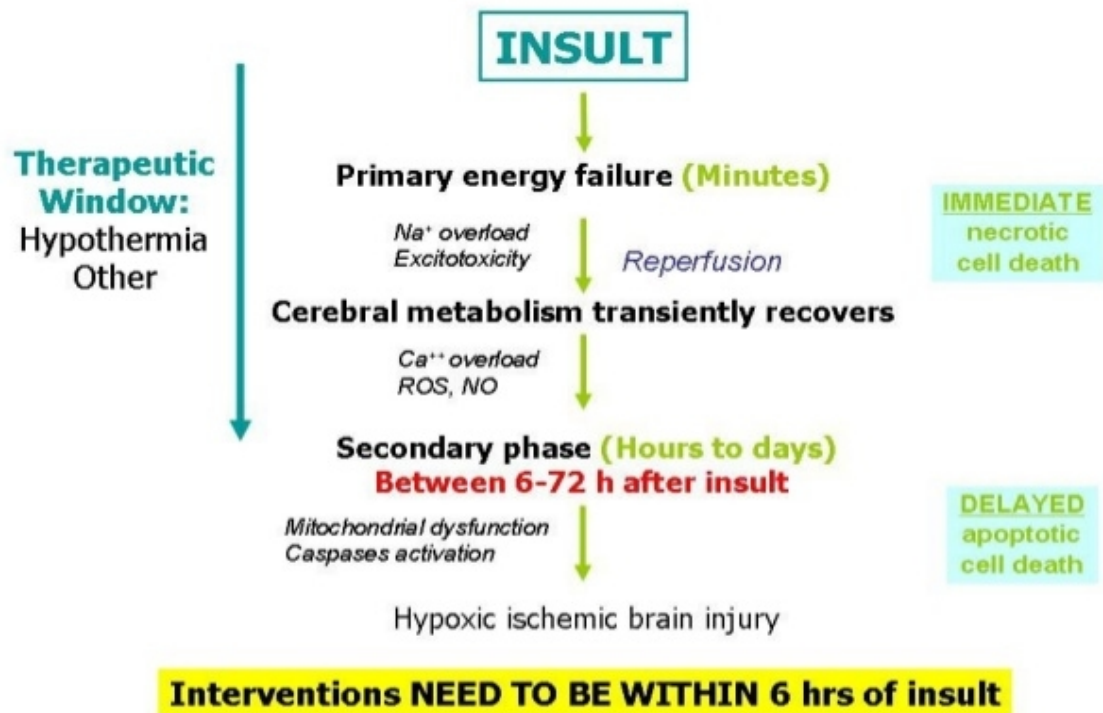 INSULT
Therapeutic
Window:
Hypothermia
Other
Primary energy failure (Minutes)
Na⁺ overload
Excitotoxicity
Reperfusion
IMMEDIATE
necrotic
cell death
Cerebral metabolism transiently recovers
Ca⁺⁺ overload
ROS, NO
Secondary phase (Hours to days)
Between 6-72 h after insult
Mitochondrial dysfunction
Caspases activation
DELAYED
apoptotic
cell death
Hypoxic ischemic brain injury
Interventions NEED TO BE WITHIN 6 hrs of insult